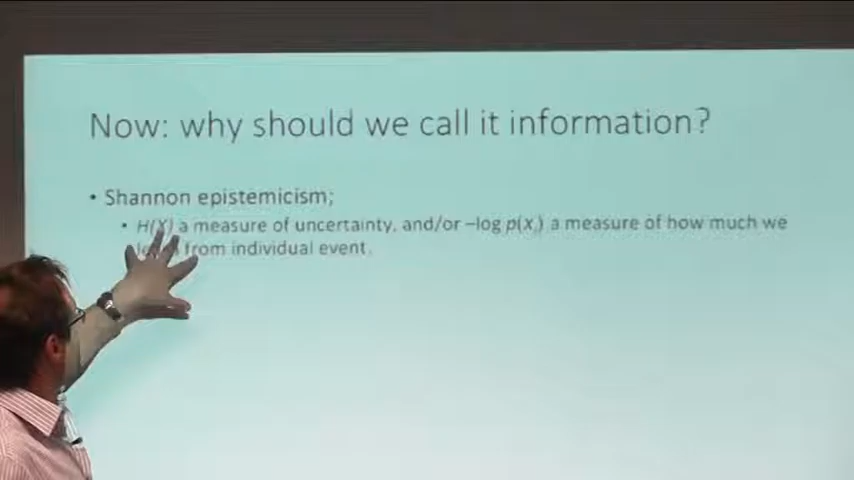 Now: why should we call it information?
• Shannon epistemicism;
• H(X) a measure of uncertainty, and/or –log p(xᵢ) a measure of how much we
from individual event.